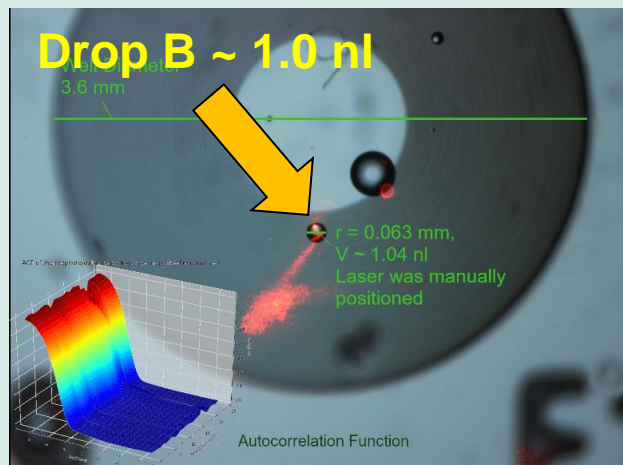 Drop B ~ 1.0 nl
Well Diameter
3.6 mm
r = 0.063 mm,
V ~ 1.04 nl
Laser was manually
positioned
Autocorrelation Function